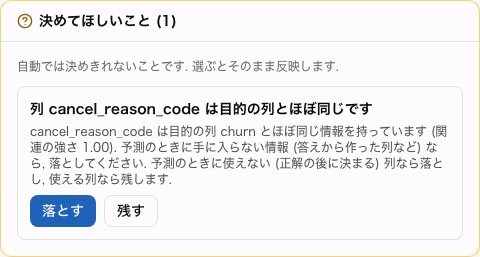 決めてほしいこと (1)
自動では決めきれないことです. 選ぶとそのまま反映します.
列 cancel_reason_code は目的の列とほぼ同じです
cancel_reason_code は目的の列 churn とほぼ同じ情報を持っています (関
連の強さ 1.00). 予測のときに手に入らない情報 (答えから作った列など) な
ら, 落としてください. 予測のときに使えない (正解の後に決まる) 列なら落と
し, 使える列なら残します.
落とす
残す